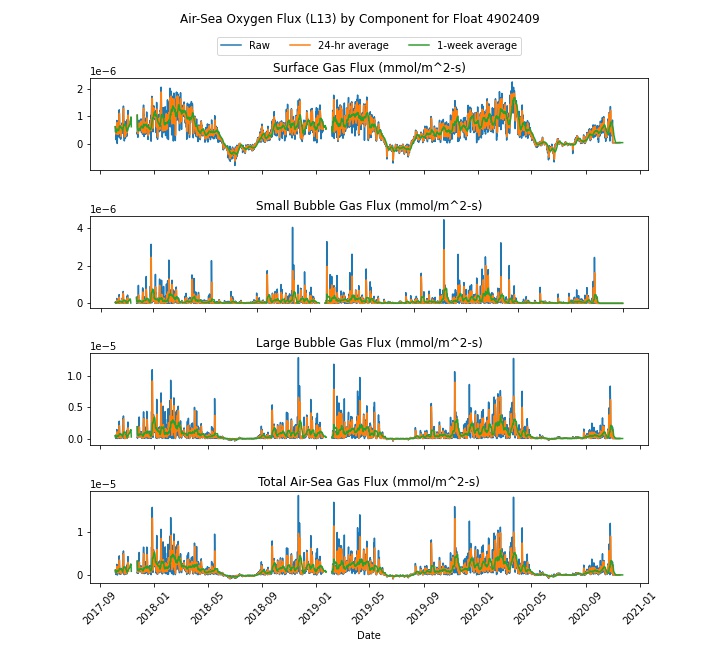 Air-Sea Oxygen Flux (L13) by Component for Float 4902409
Raw 24-hr average 1-week average
Surface Gas Flux (mmol/m^2-s)
1e−6
2
1
0
Small Bubble Gas Flux (mmol/m^2-s)
1e−6
4
2
0
Large Bubble Gas Flux (mmol/m^2-s)
1e−5
1.0
0.5
0.0
Total Air-Sea Gas Flux (mmol/m^2-s)
1e−5
1
0
2017-09 2018-01 2018-05 2018-09 2019-01 2019-05 2019-09 2020-01 2020-05 2020-09 2021-01
Date